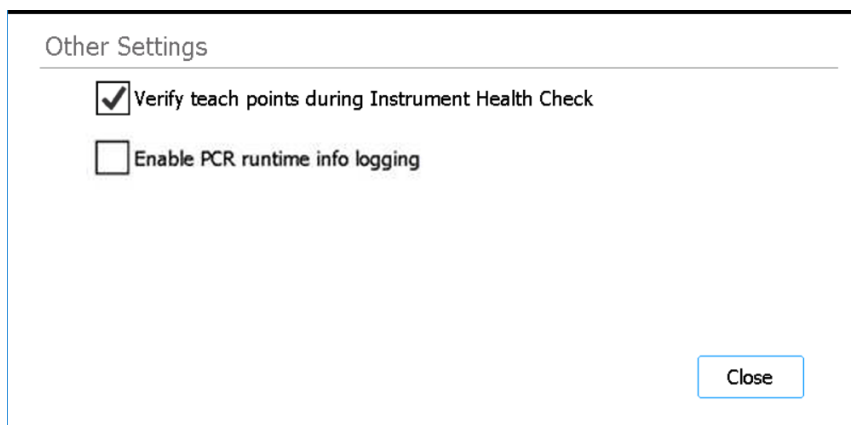 Other Settings
Verify teach points during Instrument Health Check
Enable PCR runtime info logging
Close